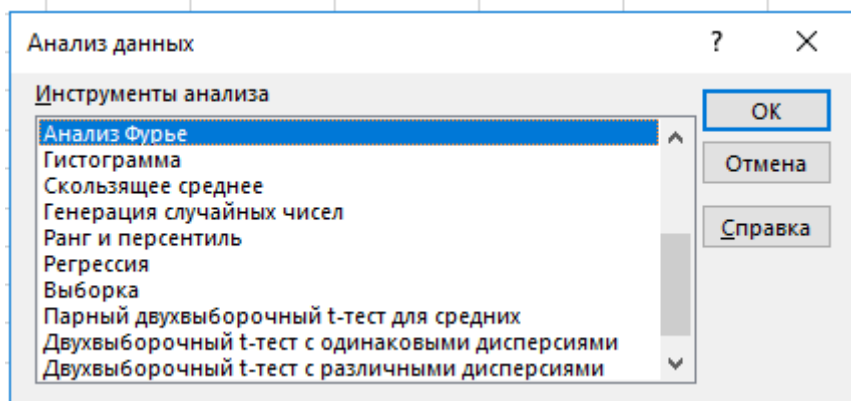 Анализ данных
?
Инструменты анализа
Анализ Фурье
Гистограмма
Скользящее среднее
Генерация случайных чисел
Ранг и персентиль
Регрессия
Выборка
Парный двухвыборочный t-тест для средних
Двухвыборочный t-тест с одинаковыми дисперсиями
Двухвыборочный t-тест с различными дисперсиями
ОК
Отмена
Справка